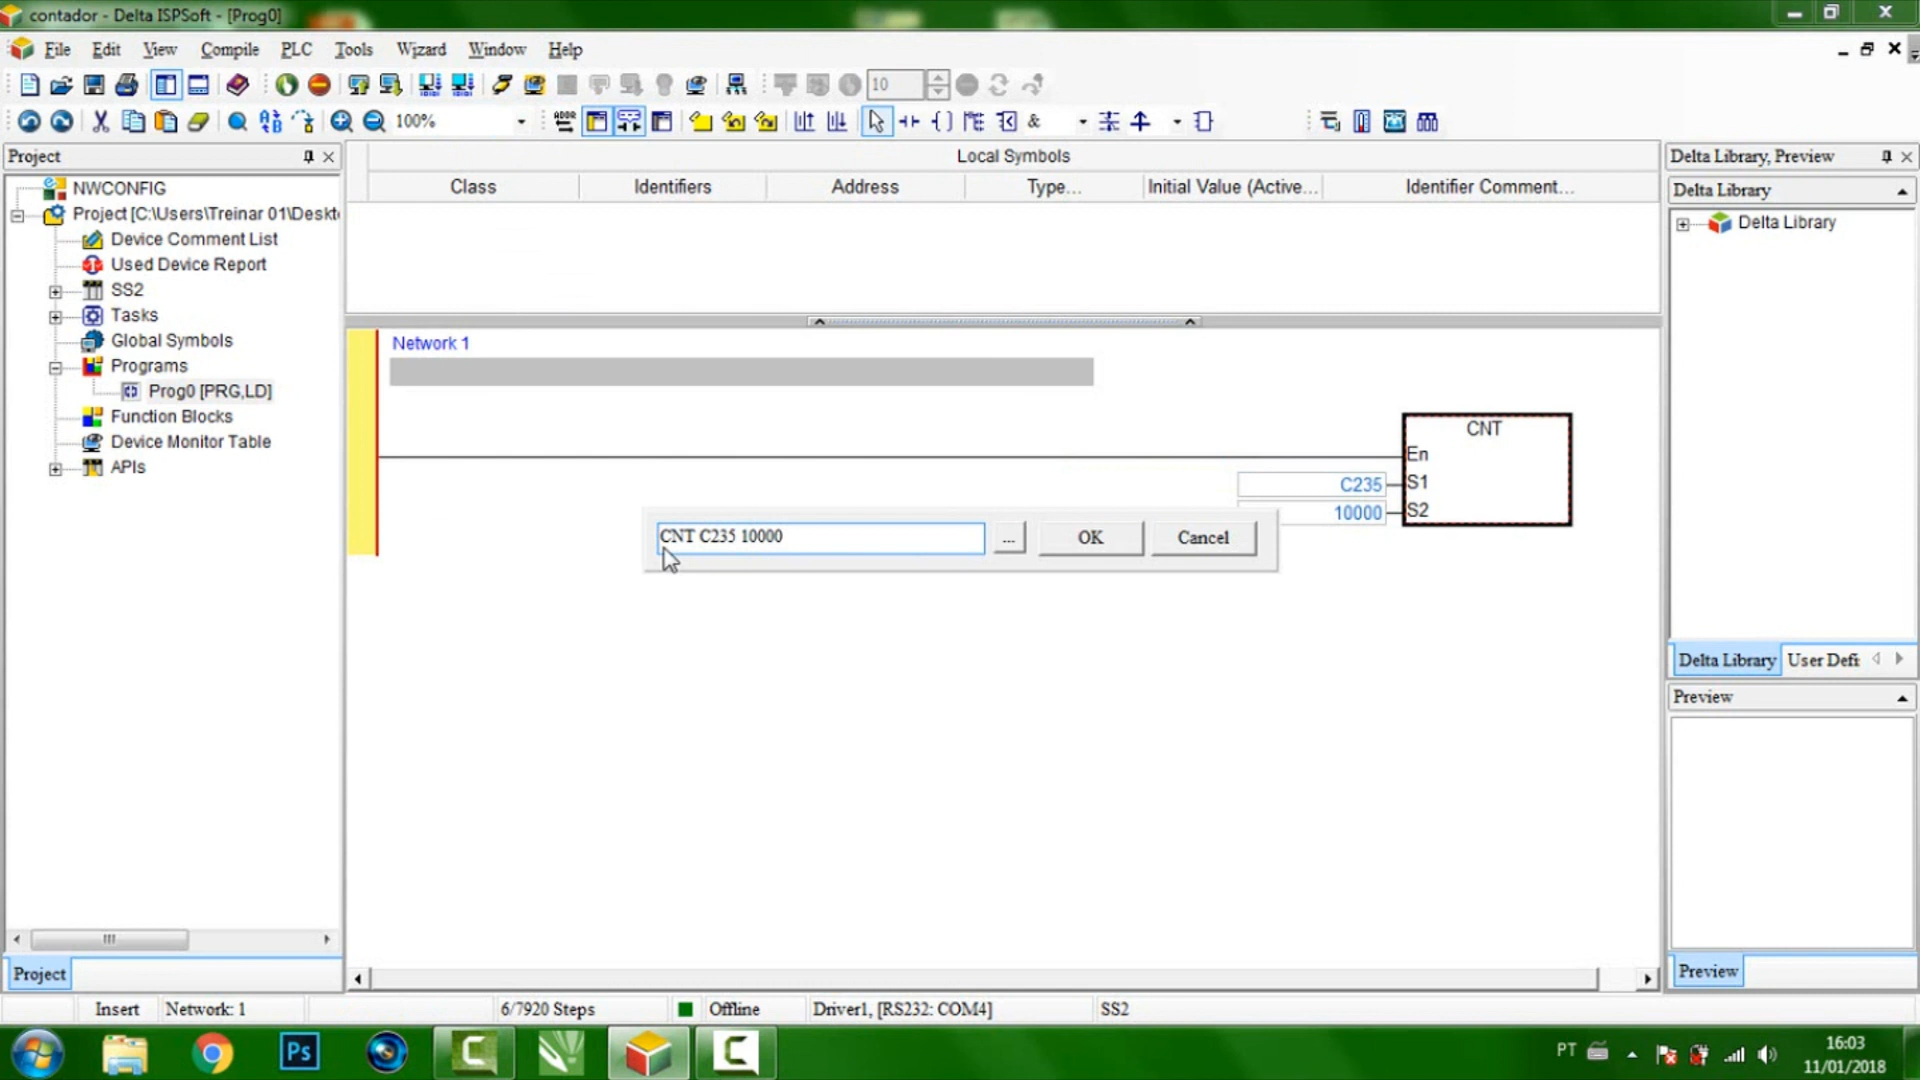 contador - Delta ISPSoft - [Prog0]
File Edit View Compile PLC Tools Wizard Window Help
10
100%
&
Project
NWCONFIG
Project [C:\Users\Treinar 01\Deskt
Device Comment List
Used Device Report
SS2
Tasks
Global Symbols
Programs
Prog0 [PRG,LD]
Function Blocks
Device Monitor Table
APIs
Project
Local Symbols
Class Identifiers Address Type... Initial Value (Active... Identifier Comment...
Network 1
CNT
En
C235 S1
10000 S2
CNT C235 10000 ... OK Cancel
Delta Library, Preview
Delta Library
Delta Library
Delta Library User Defi
Preview
Preview
Insert Network: 1 6/7920 Steps Offline Driver1, [RS232: COM4] SS2
Ps
PT
16:03
11/01/2018